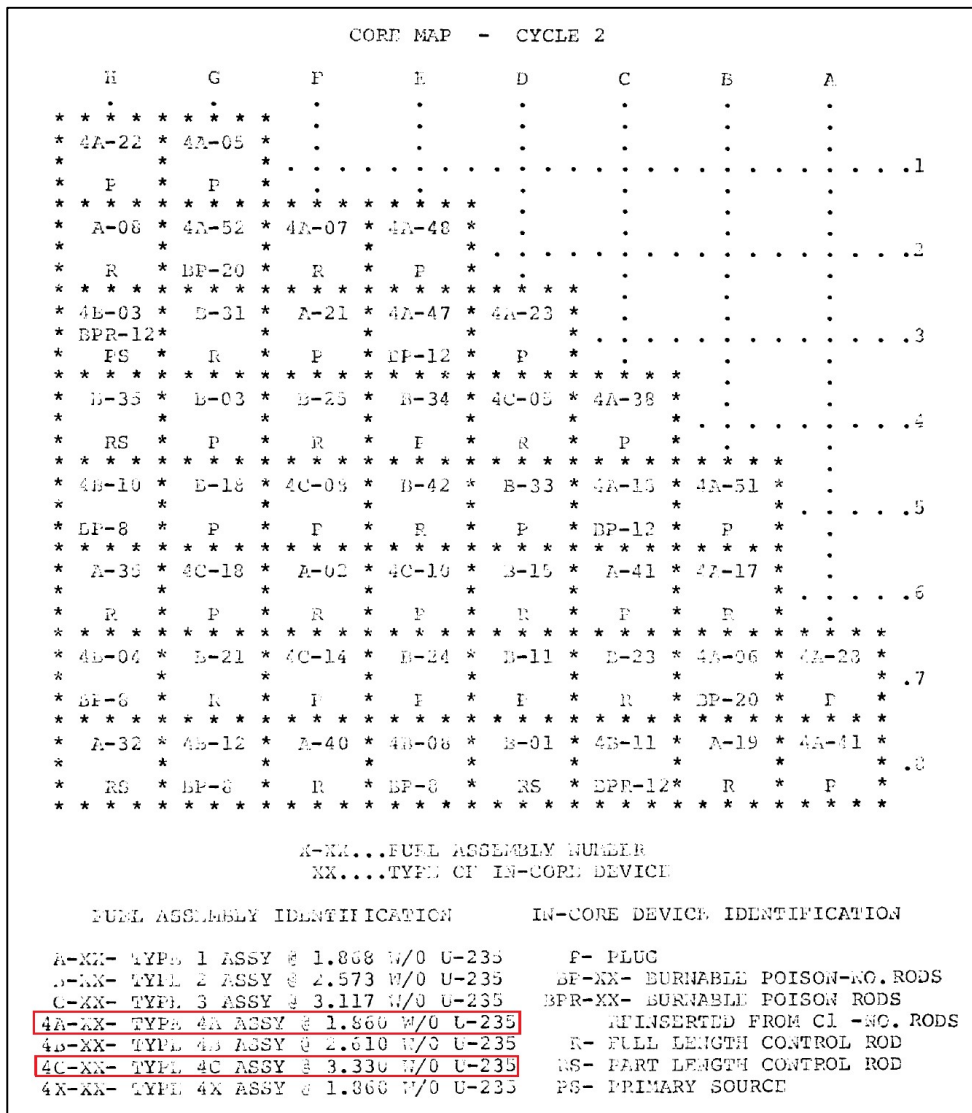 CORE MAP - CYCLE 2
H G F E D C B A
4A-22 4A-05
1
P P
A-08 4A-52 4A-07 4A-48
2
R BP-20 R P
4B-03 B-31 A-21 4A-47 4A-23
BPR-12
3
PS R P BP-12 P
B-35 B-03 B-25 B-34 4C-05 4A-38
4
RS P R P R P
4B-10 B-18 4C-09 B-42 B-33 4A-15 4A-51
5
BP-8 P P R P BP-12 P
A-35 4C-18 A-02 4C-10 B-15 A-41 4A-17
6
R P R P R P R
4B-04 B-21 4C-14 B-24 B-11 B-23 4A-06 4A-28
7
BP-8 R P P P R BP-20 P
A-32 4B-12 A-40 4B-08 B-01 4B-11 A-19 4A-41
8
RS BP-8 R BP-8 RS BPR-12 R P
X-XX...FUEL ASSEMBLY NUMBER
XX....TYPE OF IN-CORE DEVICE
FUEL ASSEMBLY IDENTIFICATION IN-CORE DEVICE IDENTIFICATION
A-XX- TYPE 1 ASSY @ 1.868 W/O U-235 P- PLUG
B-XX- TYPE 2 ASSY @ 2.573 W/O U-235 BP-XX- BURNABLE POISON-NO.RODS
C-XX- TYPE 3 ASSY @ 3.117 W/O U-235 BPR-XX- BURNABLE POISON RODS
4A-XX- TYPE 4A ASSY @ 1.860 W/O U-235 REINSERTED FROM C1 -NO.RODS
4B-XX- TYPE 4B ASSY @ 2.610 W/O U-235 R- FULL LENGTH CONTROL ROD
4C-XX- TYPE 4C ASSY @ 3.330 W/O U-235 RS- PART LENGTH CONTROL ROD
4X-XX- TYPE 4X ASSY @ 1.860 W/O U-235 PS- PRIMARY SOURCE